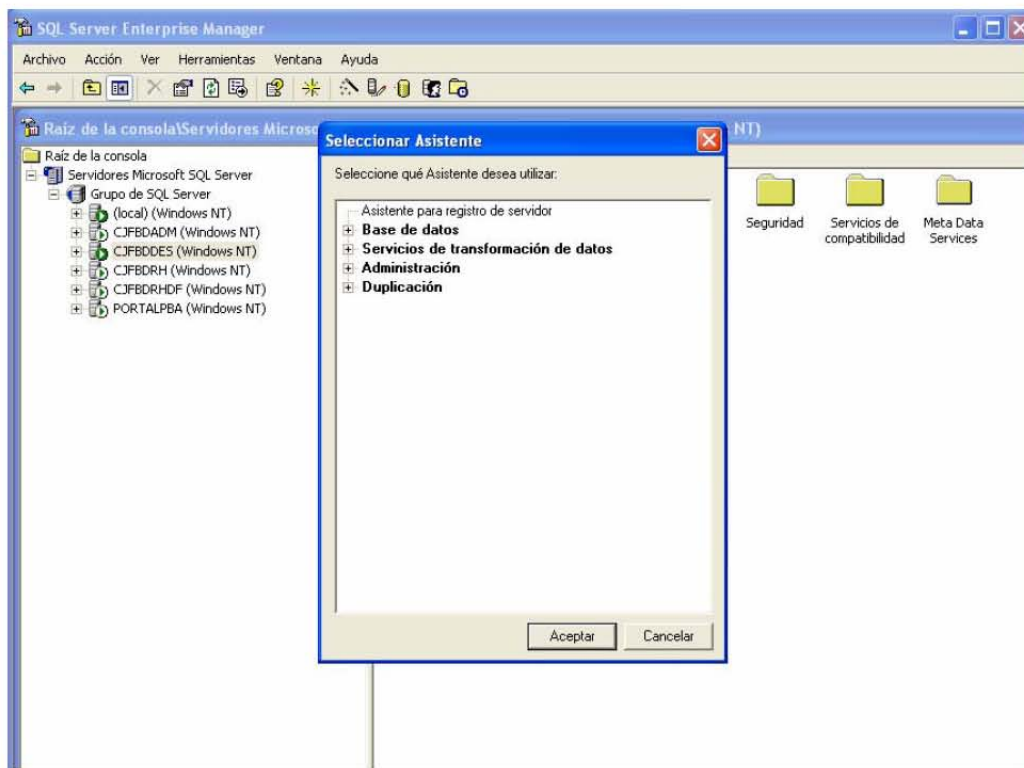 SQL Server Enterprise Manager
Archivo Acción Ver Herramientas Ventana Ayuda
Raíz de la consola\Servidores Microso
NT)
Raíz de la consola
Servidores Microsoft SQL Server
Grupo de SQL Server
(local) (Windows NT)
CJFBDADM (Windows NT)
CJFBDDES (Windows NT)
CJFBDRH (Windows NT)
CJFBDRHDF (Windows NT)
PORTALPBA (Windows NT)
Seleccionar Asistente
Seleccione qué Asistente desea utilizar:
Asistente para registro de servidor
Base de datos
Servicios de transformación de datos
Administración
Duplicación
Aceptar Cancelar
Seguridad
Servicios de
compatibilidad
Meta Data
Services